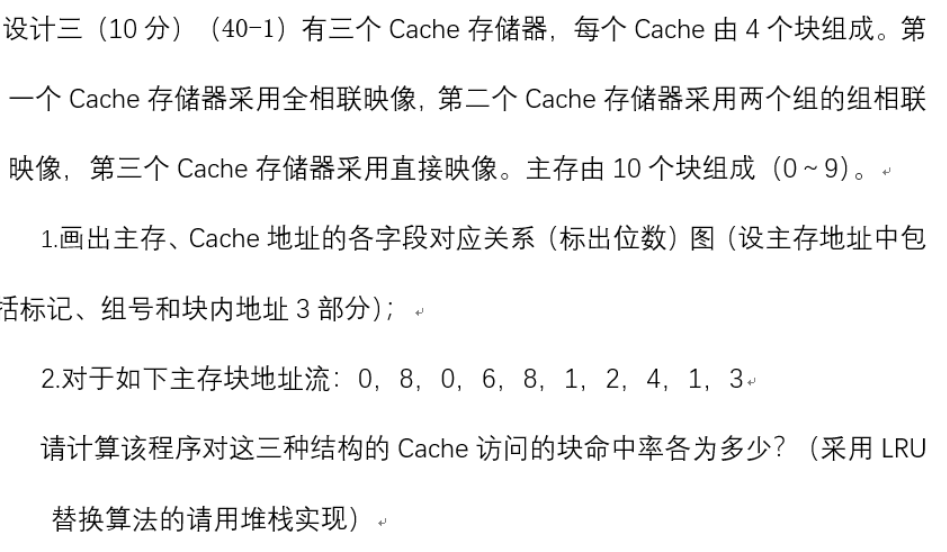 设计三（10 分）（40-1）有三个 Cache 存储器，每个 Cache 由 4 个块组成。第
一个 Cache 存储器采用全相联映像，第二个 Cache 存储器采用两个组的组相联
映像，第三个 Cache 存储器采用直接映像。主存由 10 个块组成（0～9）。
1.画出主存、Cache 地址的各字段对应关系（标出位数）图（设主存地址中包
括标记、组号和块内地址 3 部分）；
2.对于如下主存块地址流：0，8，0，6，8，1，2，4，1，3
请计算该程序对这三种结构的 Cache 访问的块命中率各为多少？（采用 LRU
替换算法的请用堆栈实现）